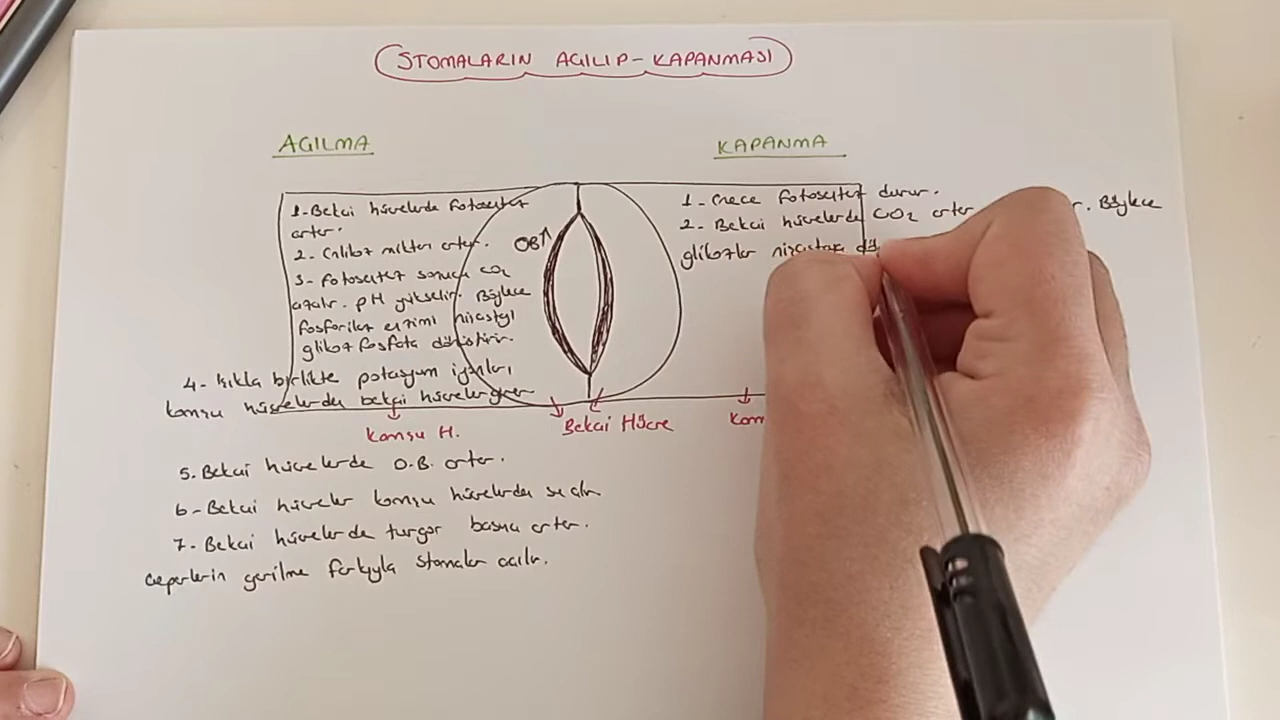 STOMALARIN AÇILIP-KAPANMASI
AÇILMA
1-Bekçi hücrelerde fotosentez
artar.
2- Glikoz miktarı artar.
3- Fotosentez sonucu CO2
azalır. pH yükselir. Böylece
fosforilaz enzimi nişastayı
glikoz fosfata dönüştürür.
4- Işıkla birlikte potasyum iyonları,
komşu hücrelerden bekçi hücrelere girer
OB↑
Komşu H.
Bekçi Hücre
5. Bekçi hücrelerde O.B. artar.
6- Bekçi hücreler komşu hücrelerden su alır
7- Bekçi hücrelerde turgor basıncı artar.
Çeperlerin gerilme farkıyla stomalar açılır.
KAPANMA
1- Gece fotosentez durur.
2- Bekçi hücrelerde CO2 artar Böylece
glikozlar nişastaya
Kom